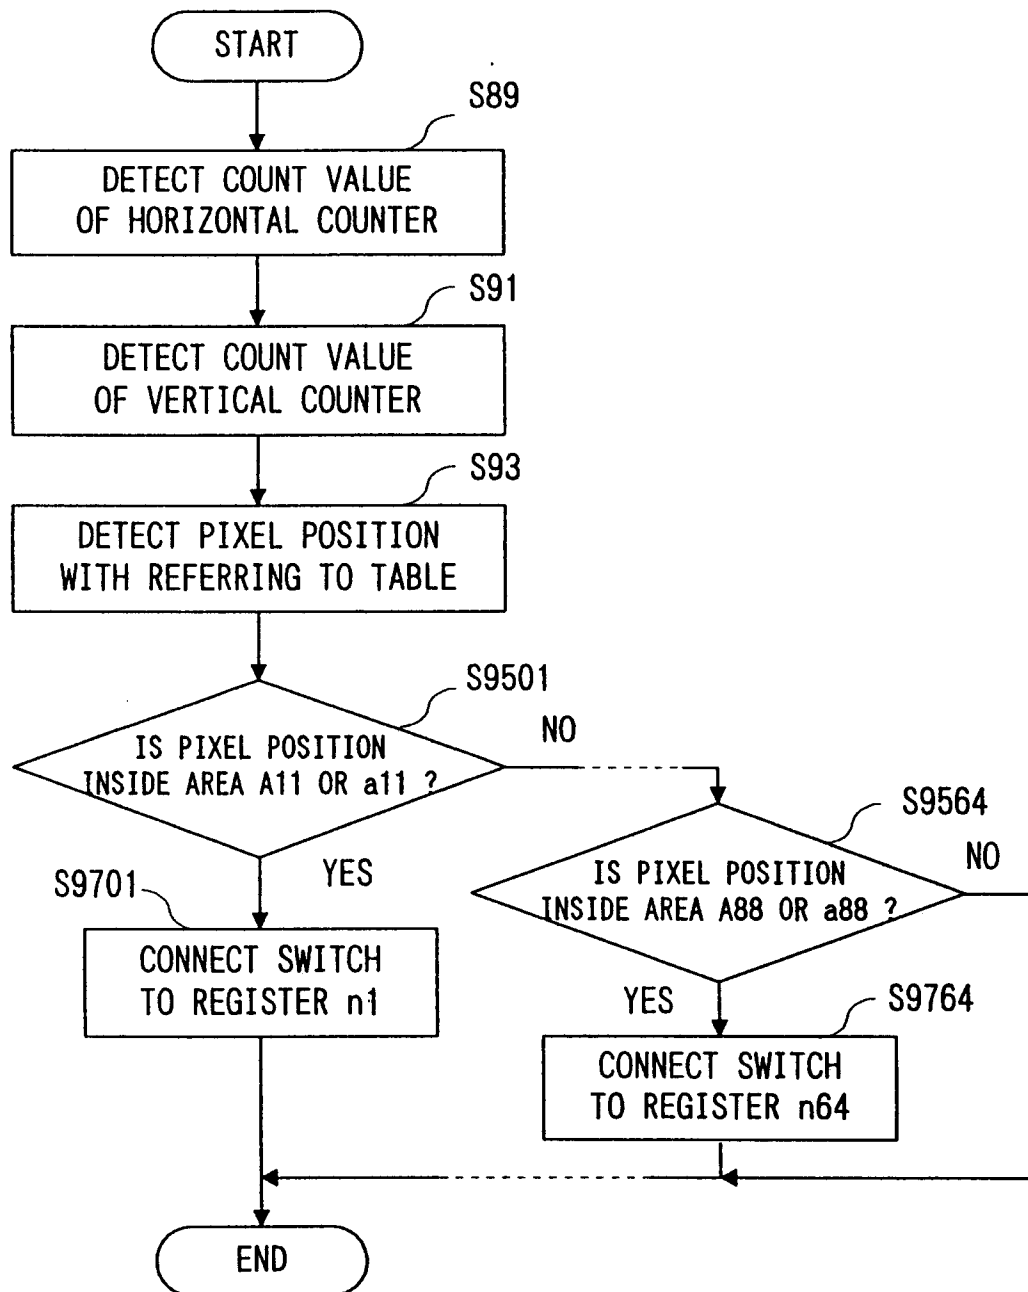 START
S89
DETECT COUNT VALUE
OF HORIZONTAL COUNTER
S91
DETECT COUNT VALUE
OF VERTICAL COUNTER
S93
DETECT PIXEL POSITION
WITH REFERRING TO TABLE
S9501
IS PIXEL POSITION
INSIDE AREA A11 OR a11 ?
NO
YES
S9564
IS PIXEL POSITION
INSIDE AREA A88 OR a88 ?
NO
YES
S9701
CONNECT SWITCH
TO REGISTER n1
S9764
CONNECT SWITCH
TO REGISTER n64
END